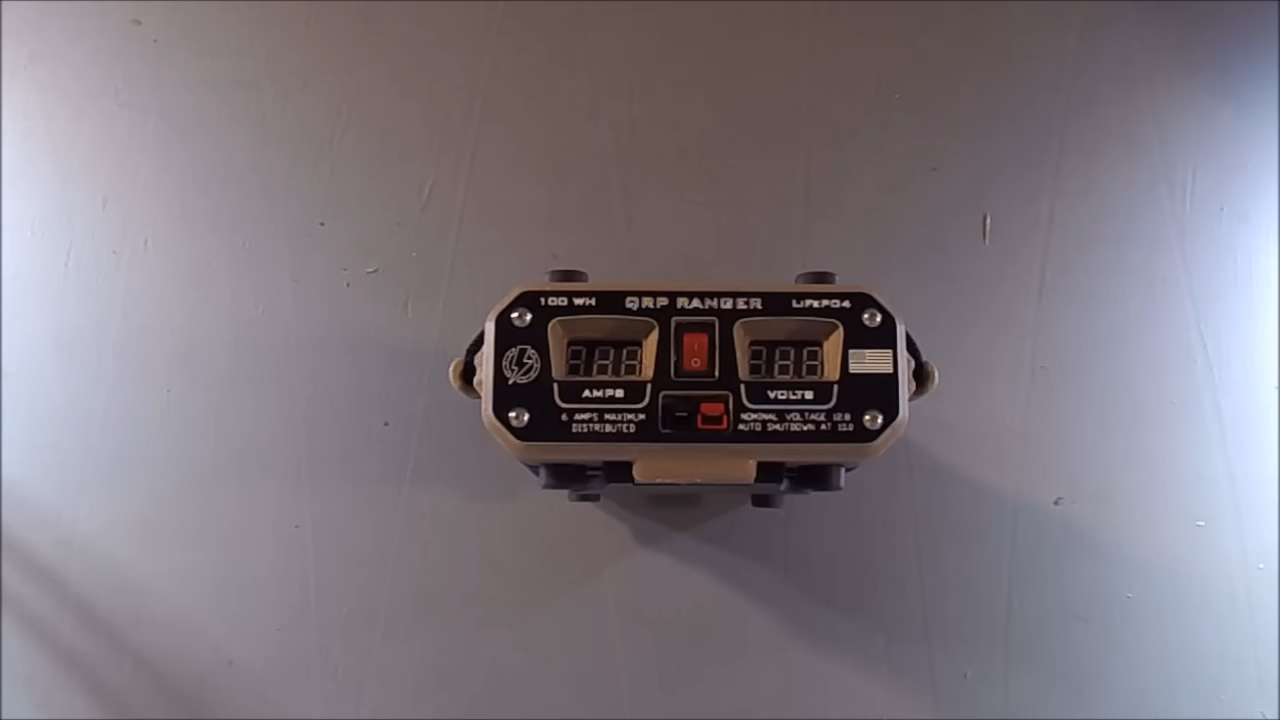 100 WH QRP RANGER LiFePO4
AMPS VOLTS
6 AMPS MAXIMUM
DISTRIBUTED
NOMINAL VOLTAGE 12.8
AUTO SHUTDOWN AT 10.0